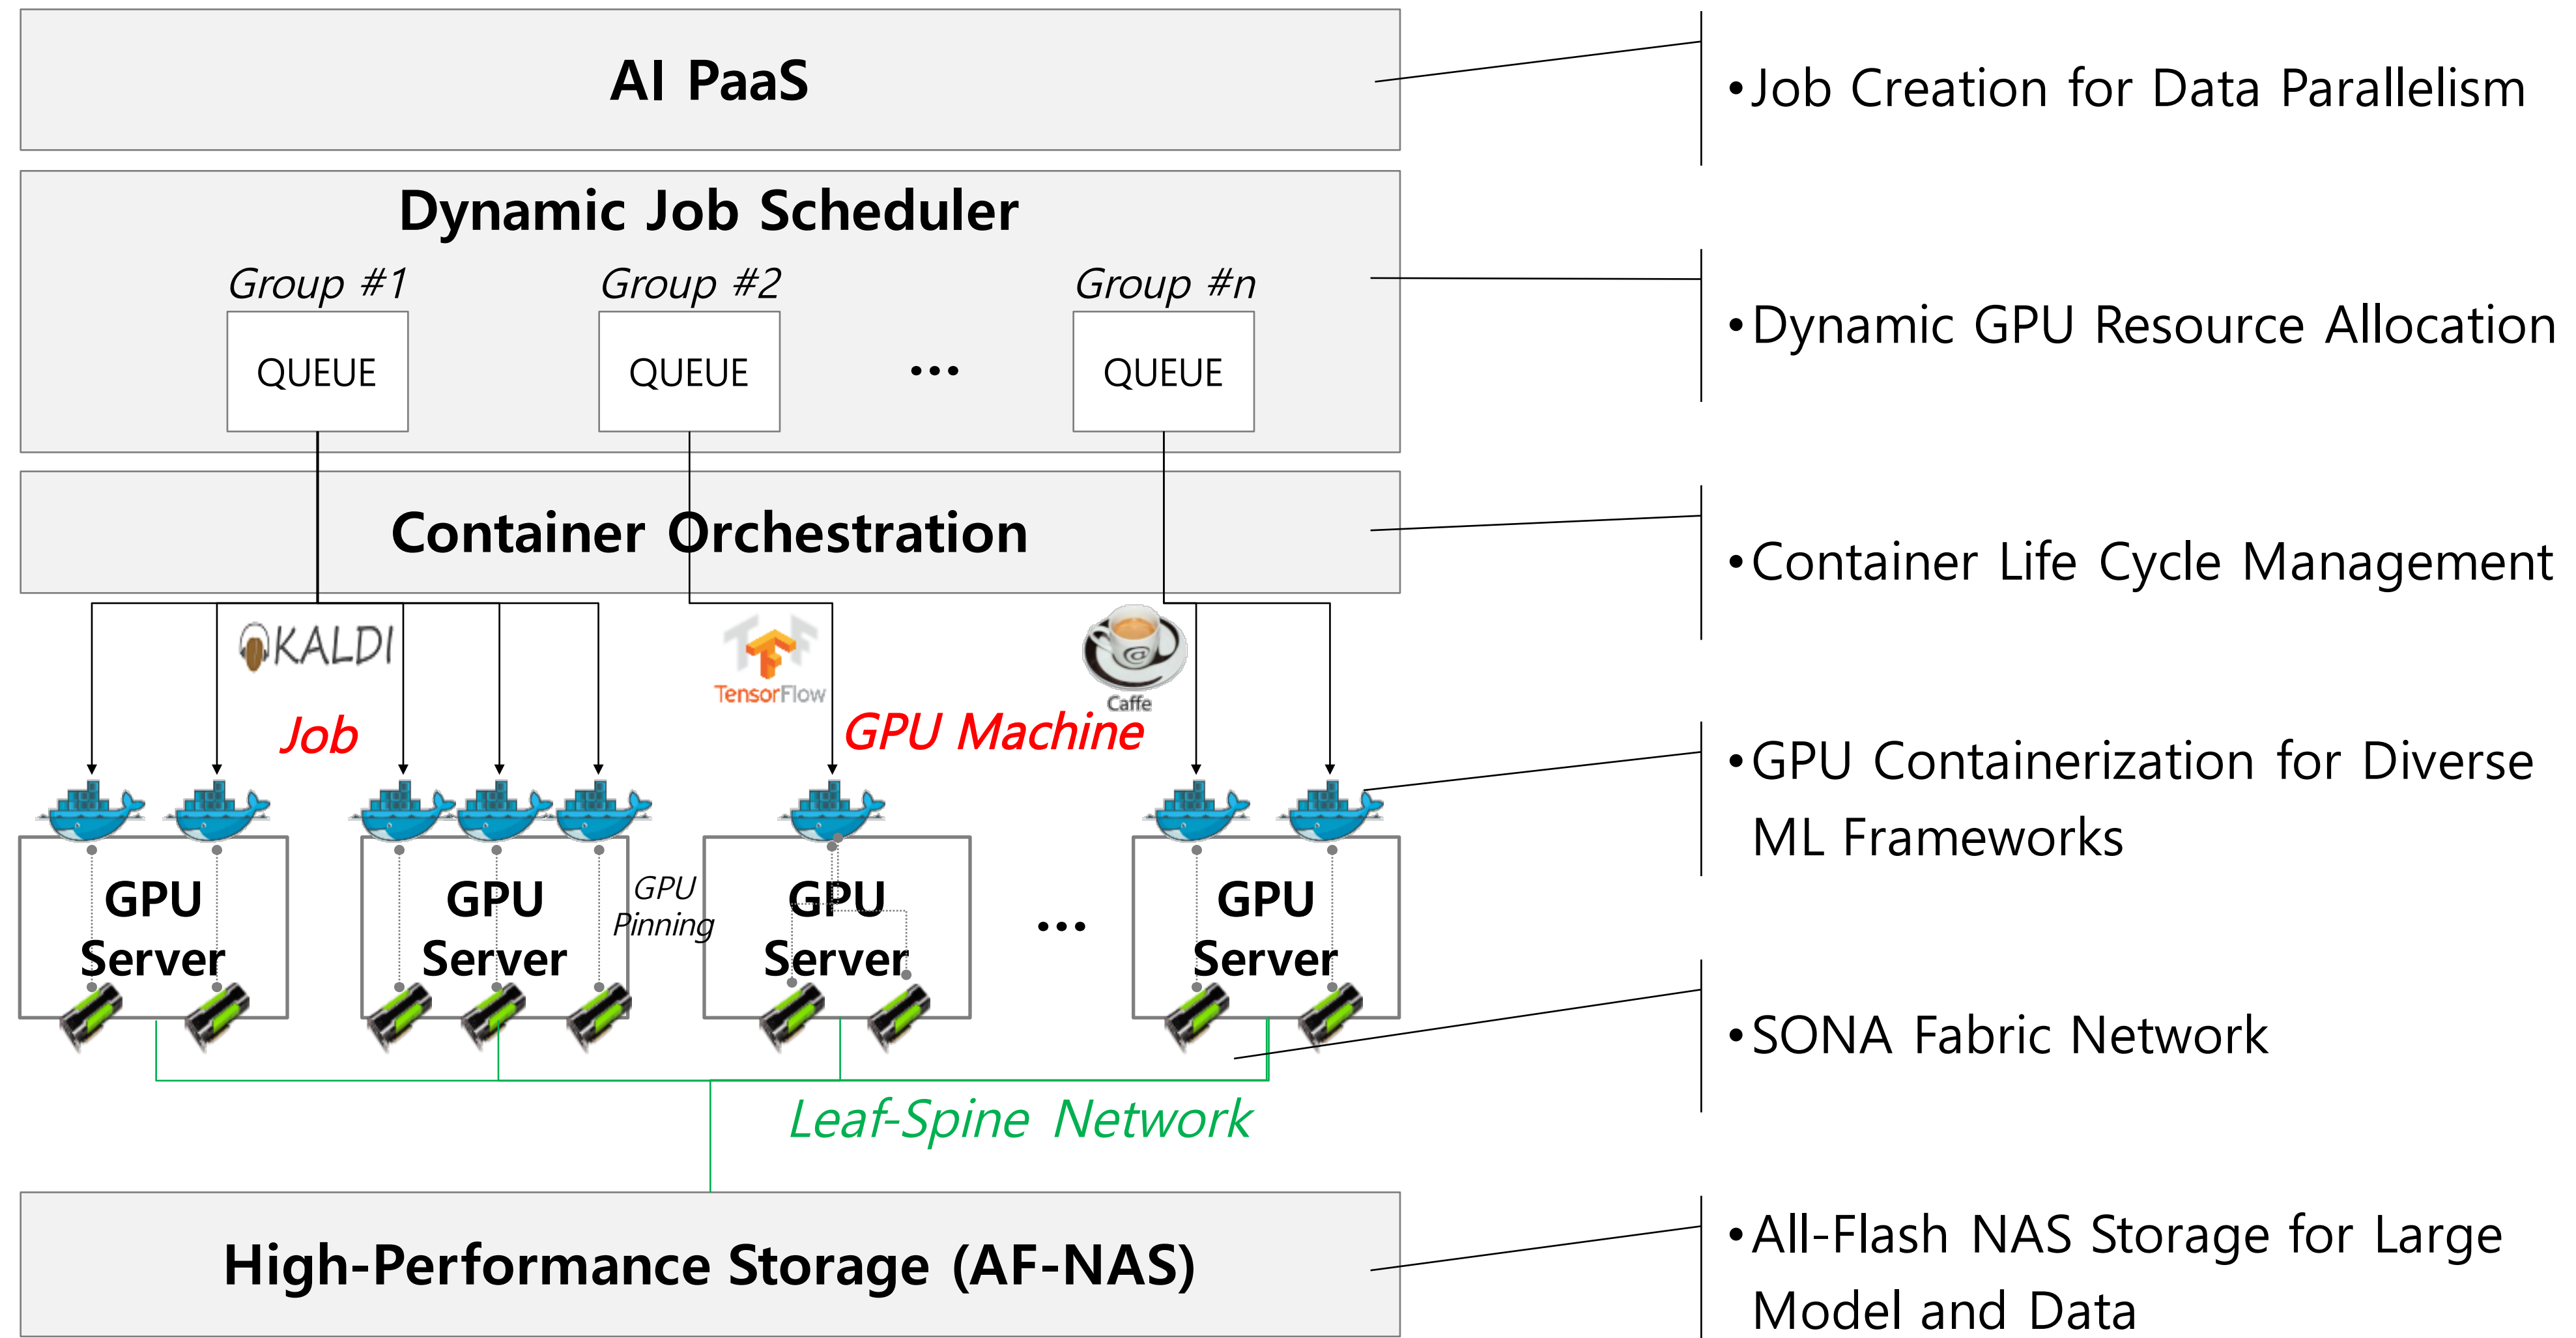 AI PaaS
•Job Creation for Data Parallelism
Dynamic Job Scheduler
Group #1
Group #2
Group #n
QUEUE
QUEUE
...
QUEUE
•Dynamic GPU Resource Allocation
Container Orchestration
•Container Life Cycle Management
KALDI
TensorFlow
@
Caffe
Job
GPU Machine
•GPU Containerization for Diverse
ML Frameworks
GPU
Server
GPU
Server
GPU
Pinning
GPU
Server
...
GPU
Server
•SONA Fabric Network
Leaf-Spine Network
High-Performance Storage (AF-NAS)
•All-Flash NAS Storage for Large
Model and Data